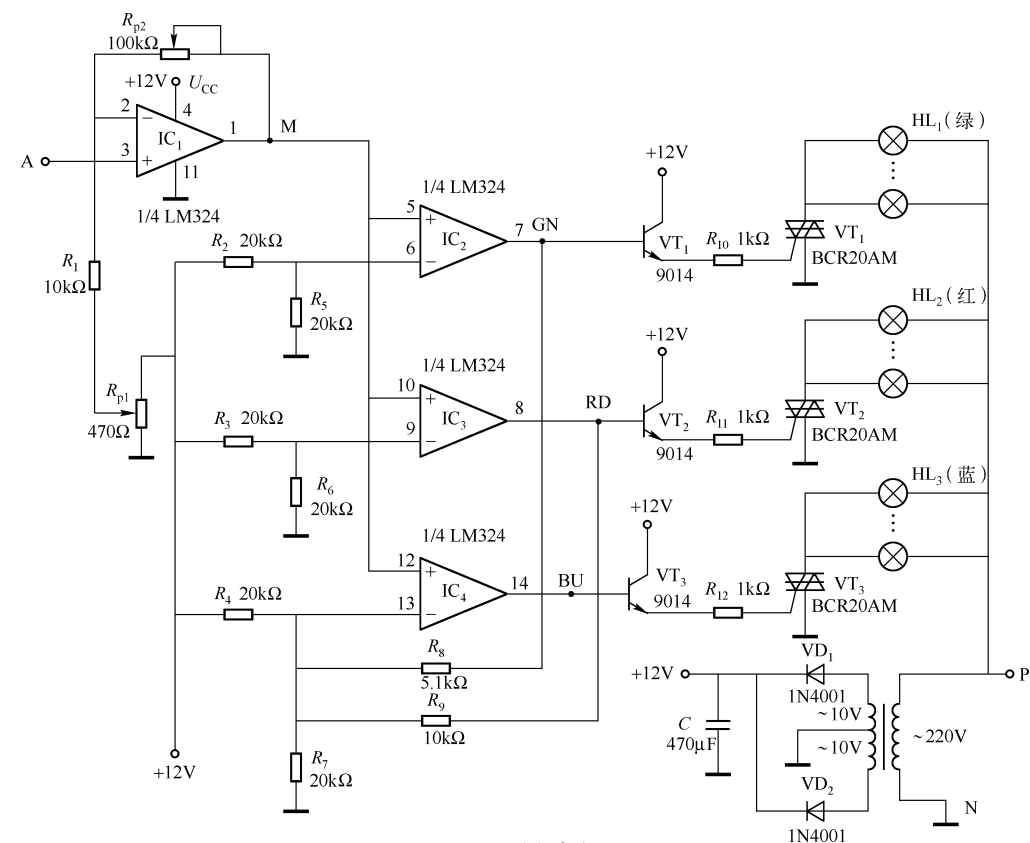 Rp2
100kΩ
+12V UCC
2
4
− IC1
1
M
A
3
+
11
1/4 LM324
R1
10kΩ
Rp1
470Ω
R2 20kΩ
R5
20kΩ
R3 20kΩ
R6
20kΩ
R4 20kΩ
R7
20kΩ
+12V
1/4 LM324
5
+
6
−
IC2
7
GN
1/4 LM324
10
+
9
−
IC3
8
RD
1/4 LM324
12
+
13
−
IC4
14
BU
R8
5.1kΩ
R9
10kΩ
+12V
VT1
9014
R10 1kΩ
VT1
BCR20AM
HL1(绿)
+12V
VT2
9014
R11 1kΩ
VT2
BCR20AM
HL2(红)
+12V
VT3
9014
R12 1kΩ
VT3
BCR20AM
HL3(蓝)
+12V
VD1
1N4001
C
470μF
~10V
~10V
~220V
VD2
1N4001
P
N